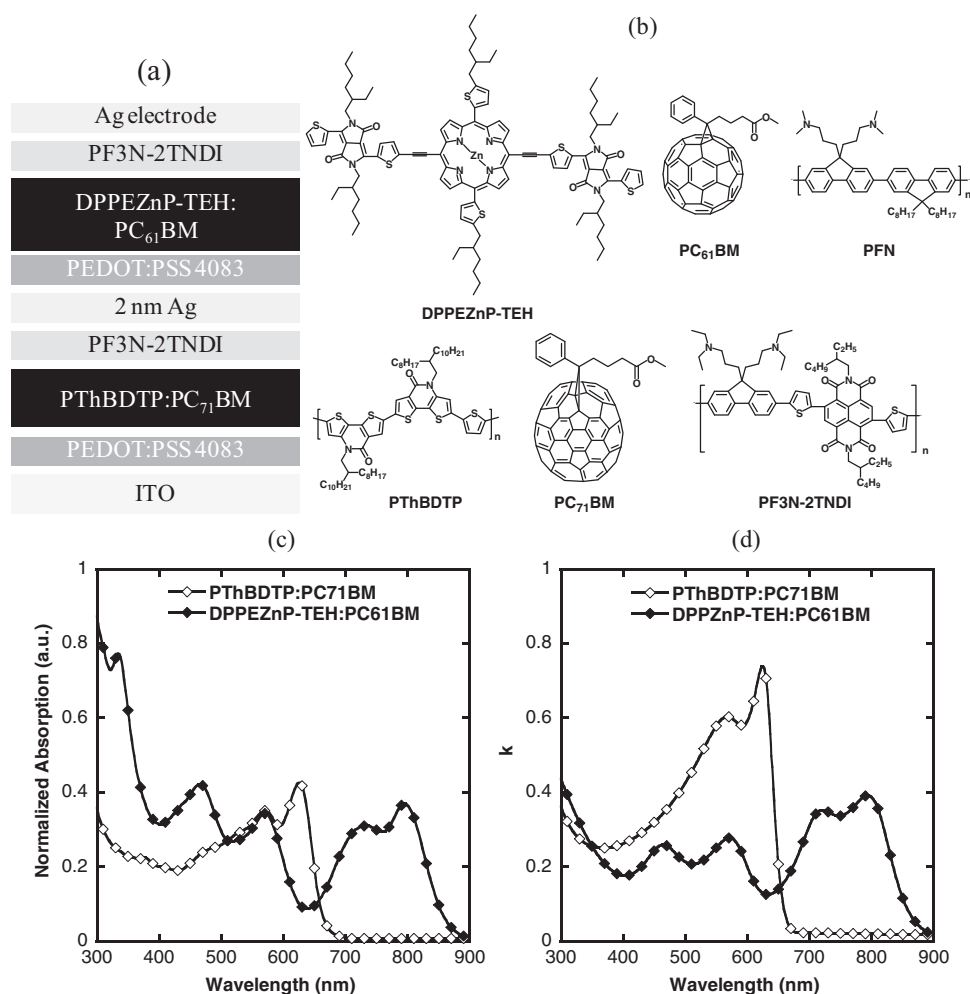 (a)
Ag electrode
PF3N-2TNDI
DPPEZnP-TEH:
PC61BM
PEDOT:PSS 4083
2 nm Ag
PF3N-2TNDI
PThBDTP:PC71BM
PEDOT:PSS 4083
ITO
(b)
S
N
O
O
N
S
N
N
Zn
N
N
S
S
S
N
O
O
N
S
DPPEZnP-TEH
O
O
PC61BM
N
N
C8H17
C8H17
n
PFN
C10H21
C8H17
O
N
S
S
S
S
S
N
O
n
C8H17
C10H21
PThBDTP
O
O
PC71BM
N
N
C2H5
C4H9
O
N
O
S
S
O
N
O
C2H5
C4H9
n
PF3N-2TNDI
(c)
1
0.8
0.6
0.4
0.2
0
Normalized Absorption (a.u.)
PThBDTP:PC71BM
DPPEZnP-TEH:PC61BM
300 400 500 600 700 800 900
Wavelength (nm)
(d)
1
0.8
0.6
0.4
0.2
0
k
PThBDTP:PC71BM
DPPZnP-TEH:PC61BM
300 400 500 600 700 800 900
Wavelength (nm)